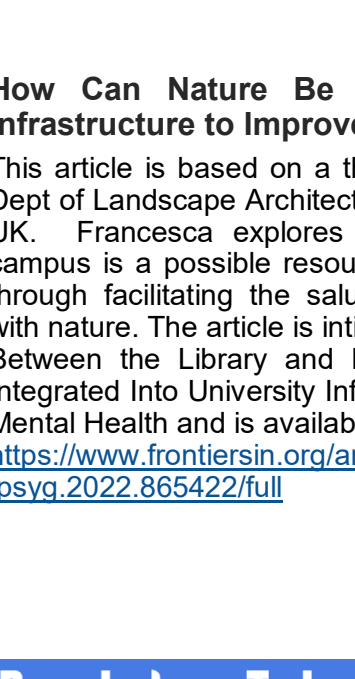 How Can Nature Be
Infrastructure to Improve
This article is based on a th
Dept of Landscape Architect
UK. Francesca explores
campus is a possible resou
through facilitating the salu
with nature. The article is inti
Between the Library and
Integrated Into University Inf
Mental Health and is availab
https://www.frontiersin.org/ar
psyg.2022.865422/full